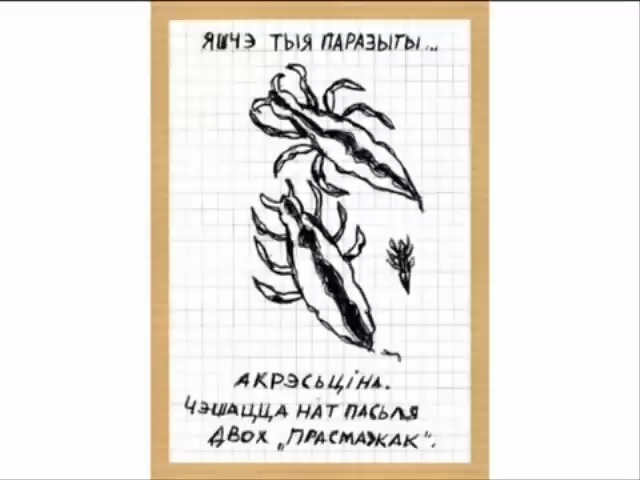 ЯШЧЭ ТЫЯ ПАРАЗЫТЫ...
АКРЭСЬЦІНА.
ЧЭШАЦЦА НАТ ПАСЬЛЯ
ДВОХ „ПРАСМАЖАК“.